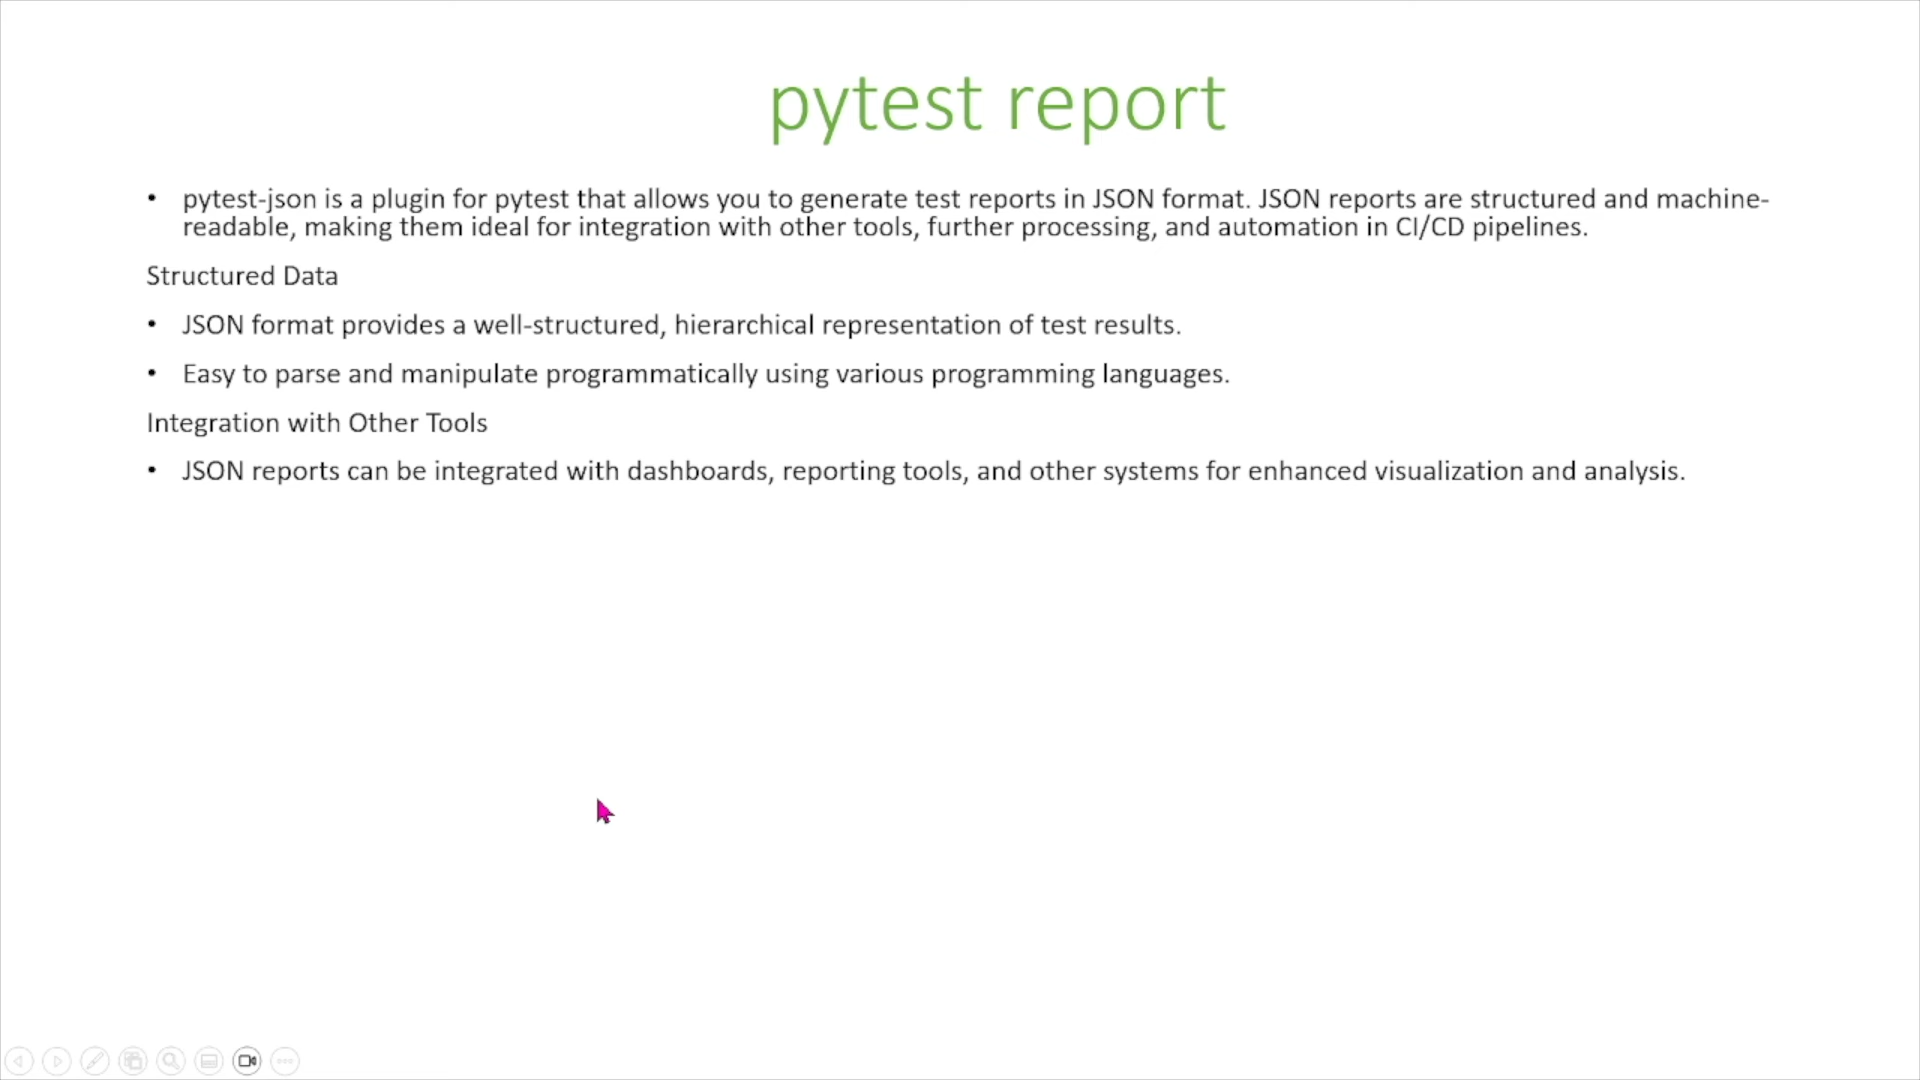 pytest report
• pytest-json is a plugin for pytest that allows you to generate test reports in JSON format. JSON reports are structured and machine-
readable, making them ideal for integration with other tools, further processing, and automation in CI/CD pipelines.
Structured Data
• JSON format provides a well-structured, hierarchical representation of test results.
• Easy to parse and manipulate programmatically using various programming languages.
Integration with Other Tools
• JSON reports can be integrated with dashboards, reporting tools, and other systems for enhanced visualization and analysis.